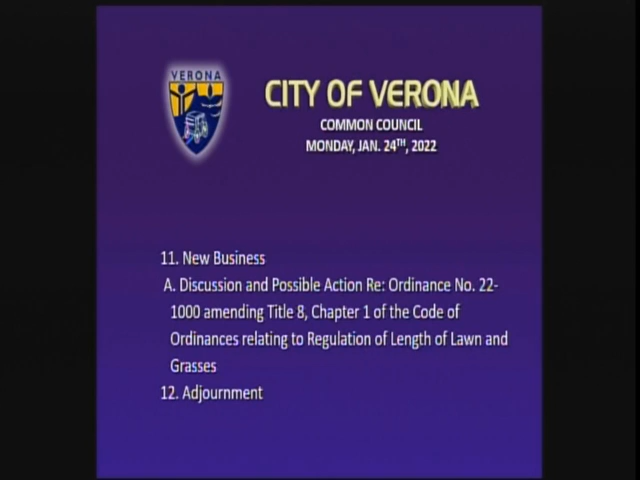 VERONA
CITY OF VERONA
COMMON COUNCIL
MONDAY, JAN. 24TH, 2022
11. New Business
A. Discussion and Possible Action Re: Ordinance No. 22-
1000 amending Title 8, Chapter 1 of the Code of
Ordinances relating to Regulation of Length of Lawn and
Grasses
12. Adjournment